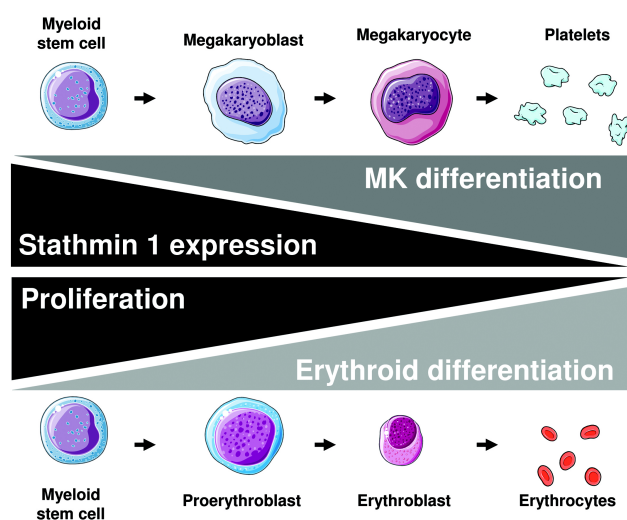 Myeloid
stem cell
Megakaryoblast
Megakaryocyte
Platelets
MK differentiation
Stathmin 1 expression
Proliferation
Erythroid differentiation
Myeloid
stem cell
Proerythroblast
Erythroblast
Erythrocytes